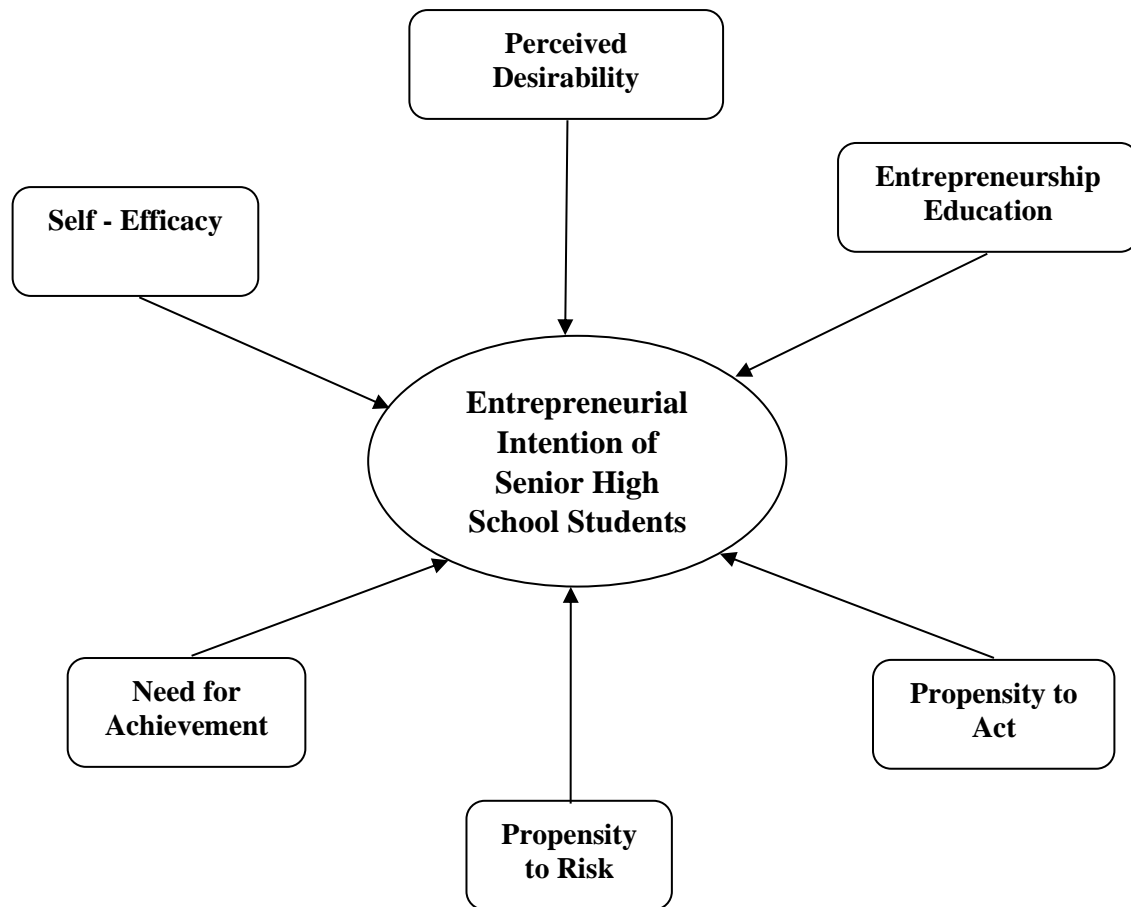 Perceived
Desirability
Entrepreneurship
Education
Self - Efficacy
Entrepreneurial
Intention of
Senior High
School Students
Need for
Achievement
Propensity to
Act
Propensity
to Risk